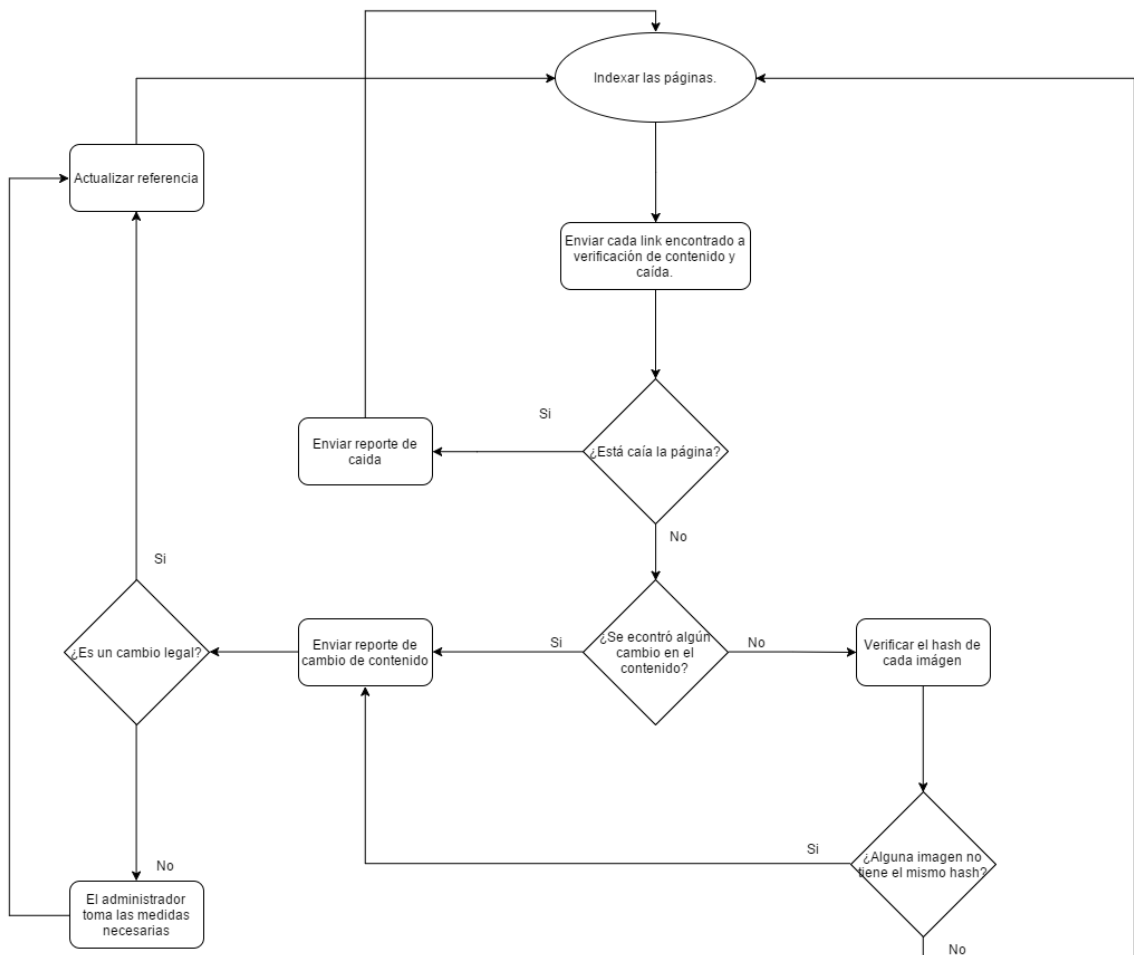 Indexar las páginas.
Actualizar referencia
Enviar cada link encontrado a
verificación de contenido y
caída.
Si
Enviar reporte de
caida
¿Está caía la página?
No
Si
¿Es un cambio legal?
Enviar reporte de
cambio de contenido
Si
¿Se econtró algún
cambio en el
contenido?
No
Verificar el hash de
cada imágen
Si
¿Alguna imagen no
tiene el mismo hash?
No
El administrador
toma las medidas
necesarias
No